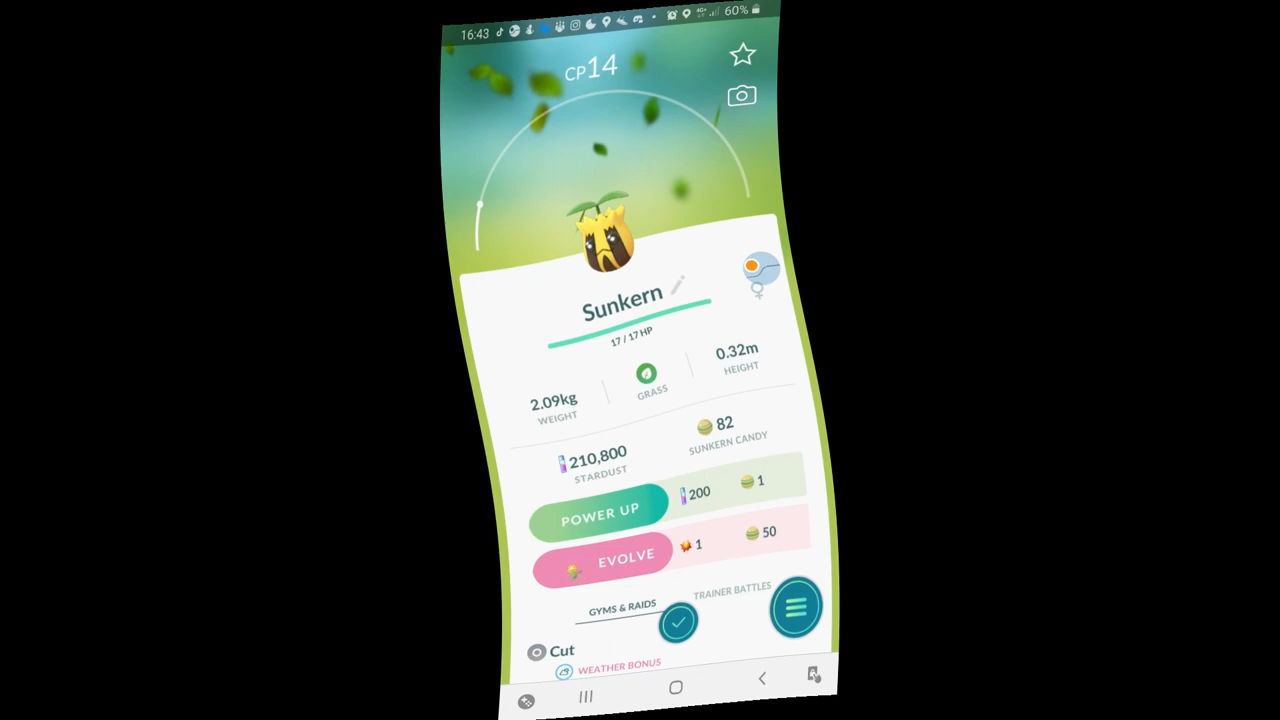 16:43 4G+ 60%
CP14
Sunkern
17 / 17 HP
2.09kg
WEIGHT
GRASS
0.32m
HEIGHT
210,800
STARDUST
82
SUNKERN CANDY
POWER UP 200 1
EVOLVE 1 50
GYMS & RAIDS TRAINER BATTLES
Cut
WEATHER BONUS